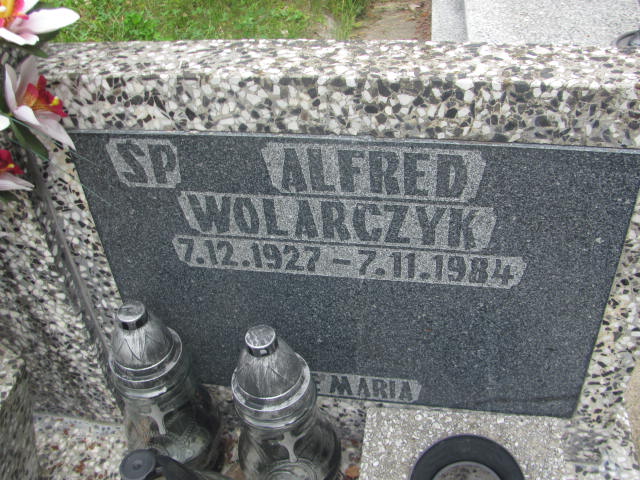 SP ALFRED
WOLARCZYK
7.12.1927 - 7.11.1984
MARIA